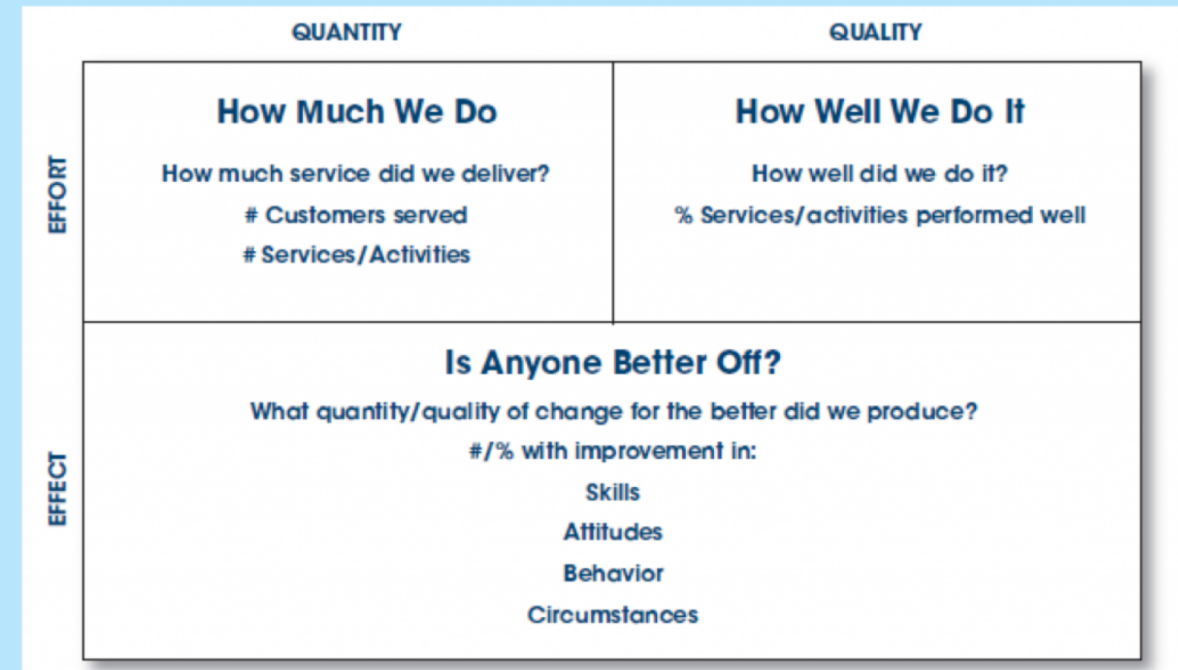 QUANTITY
QUALITY
EFFORT
How Much We Do
How much service did we deliver?
# Customers served
# Services/Activities
How Well We Do It
How well did we do it?
% Services/activities performed well
EFFECT
Is Anyone Better Off?
What quantity/quality of change for the better did we produce?
#/% with improvement in:
Skills
Attitudes
Behavior
Circumstances